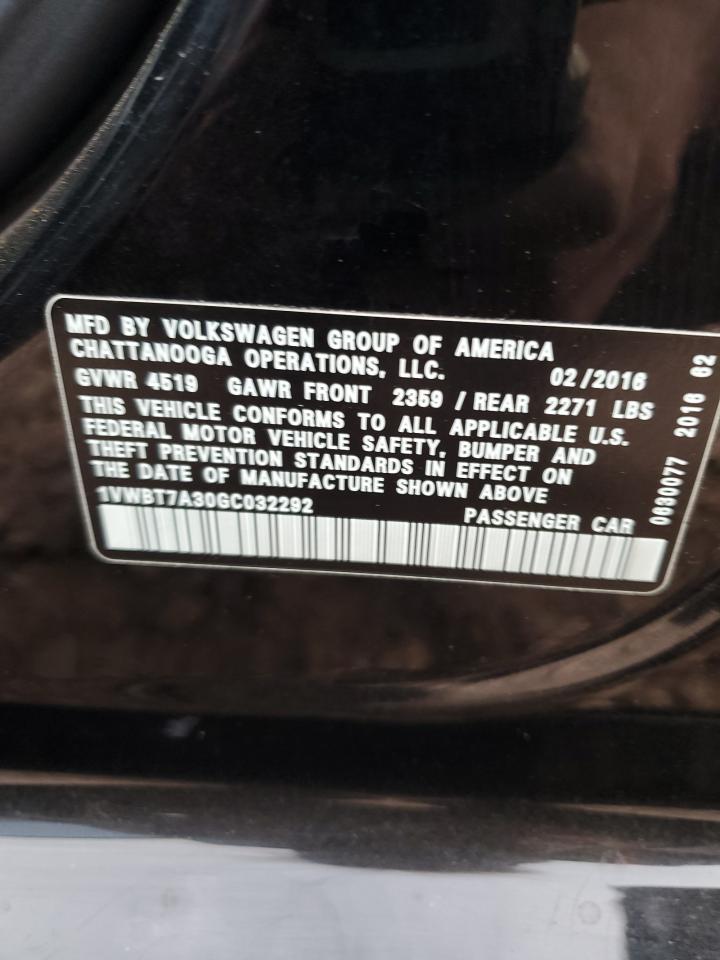 MFD BY VOLKSWAGEN GROUP OF AMERICA
CHATTANOOGA OPERATIONS, LLC. 02/2016
GVWR 4519 GAWR FRONT 2359 / REAR 2271 LBS
THIS VEHICLE CONFORMS TO ALL APPLICABLE U.S.
FEDERAL MOTOR VEHICLE SAFETY, BUMPER AND
THEFT PREVENTION STANDARDS IN EFFECT ON
THE DATE OF MANUFACTURE SHOWN ABOVE
1VWBT7A30GC032292 PASSENGER CAR
0830077 2016 02